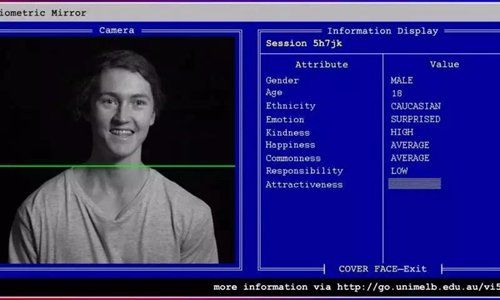 iometric Mirror
Camera
Information Display
Session 5h7jk
Attribute Value
Gender MALE
Age 18
Ethnicity CAUCASIAN
Emotion SURPRISED
Kindness HIGH
Happiness AVERAGE
Commonness AVERAGE
Responsibility LOW
Attractiveness
COVER FACE—Exit
more information via http://go.unimelb.edu.au/vi5